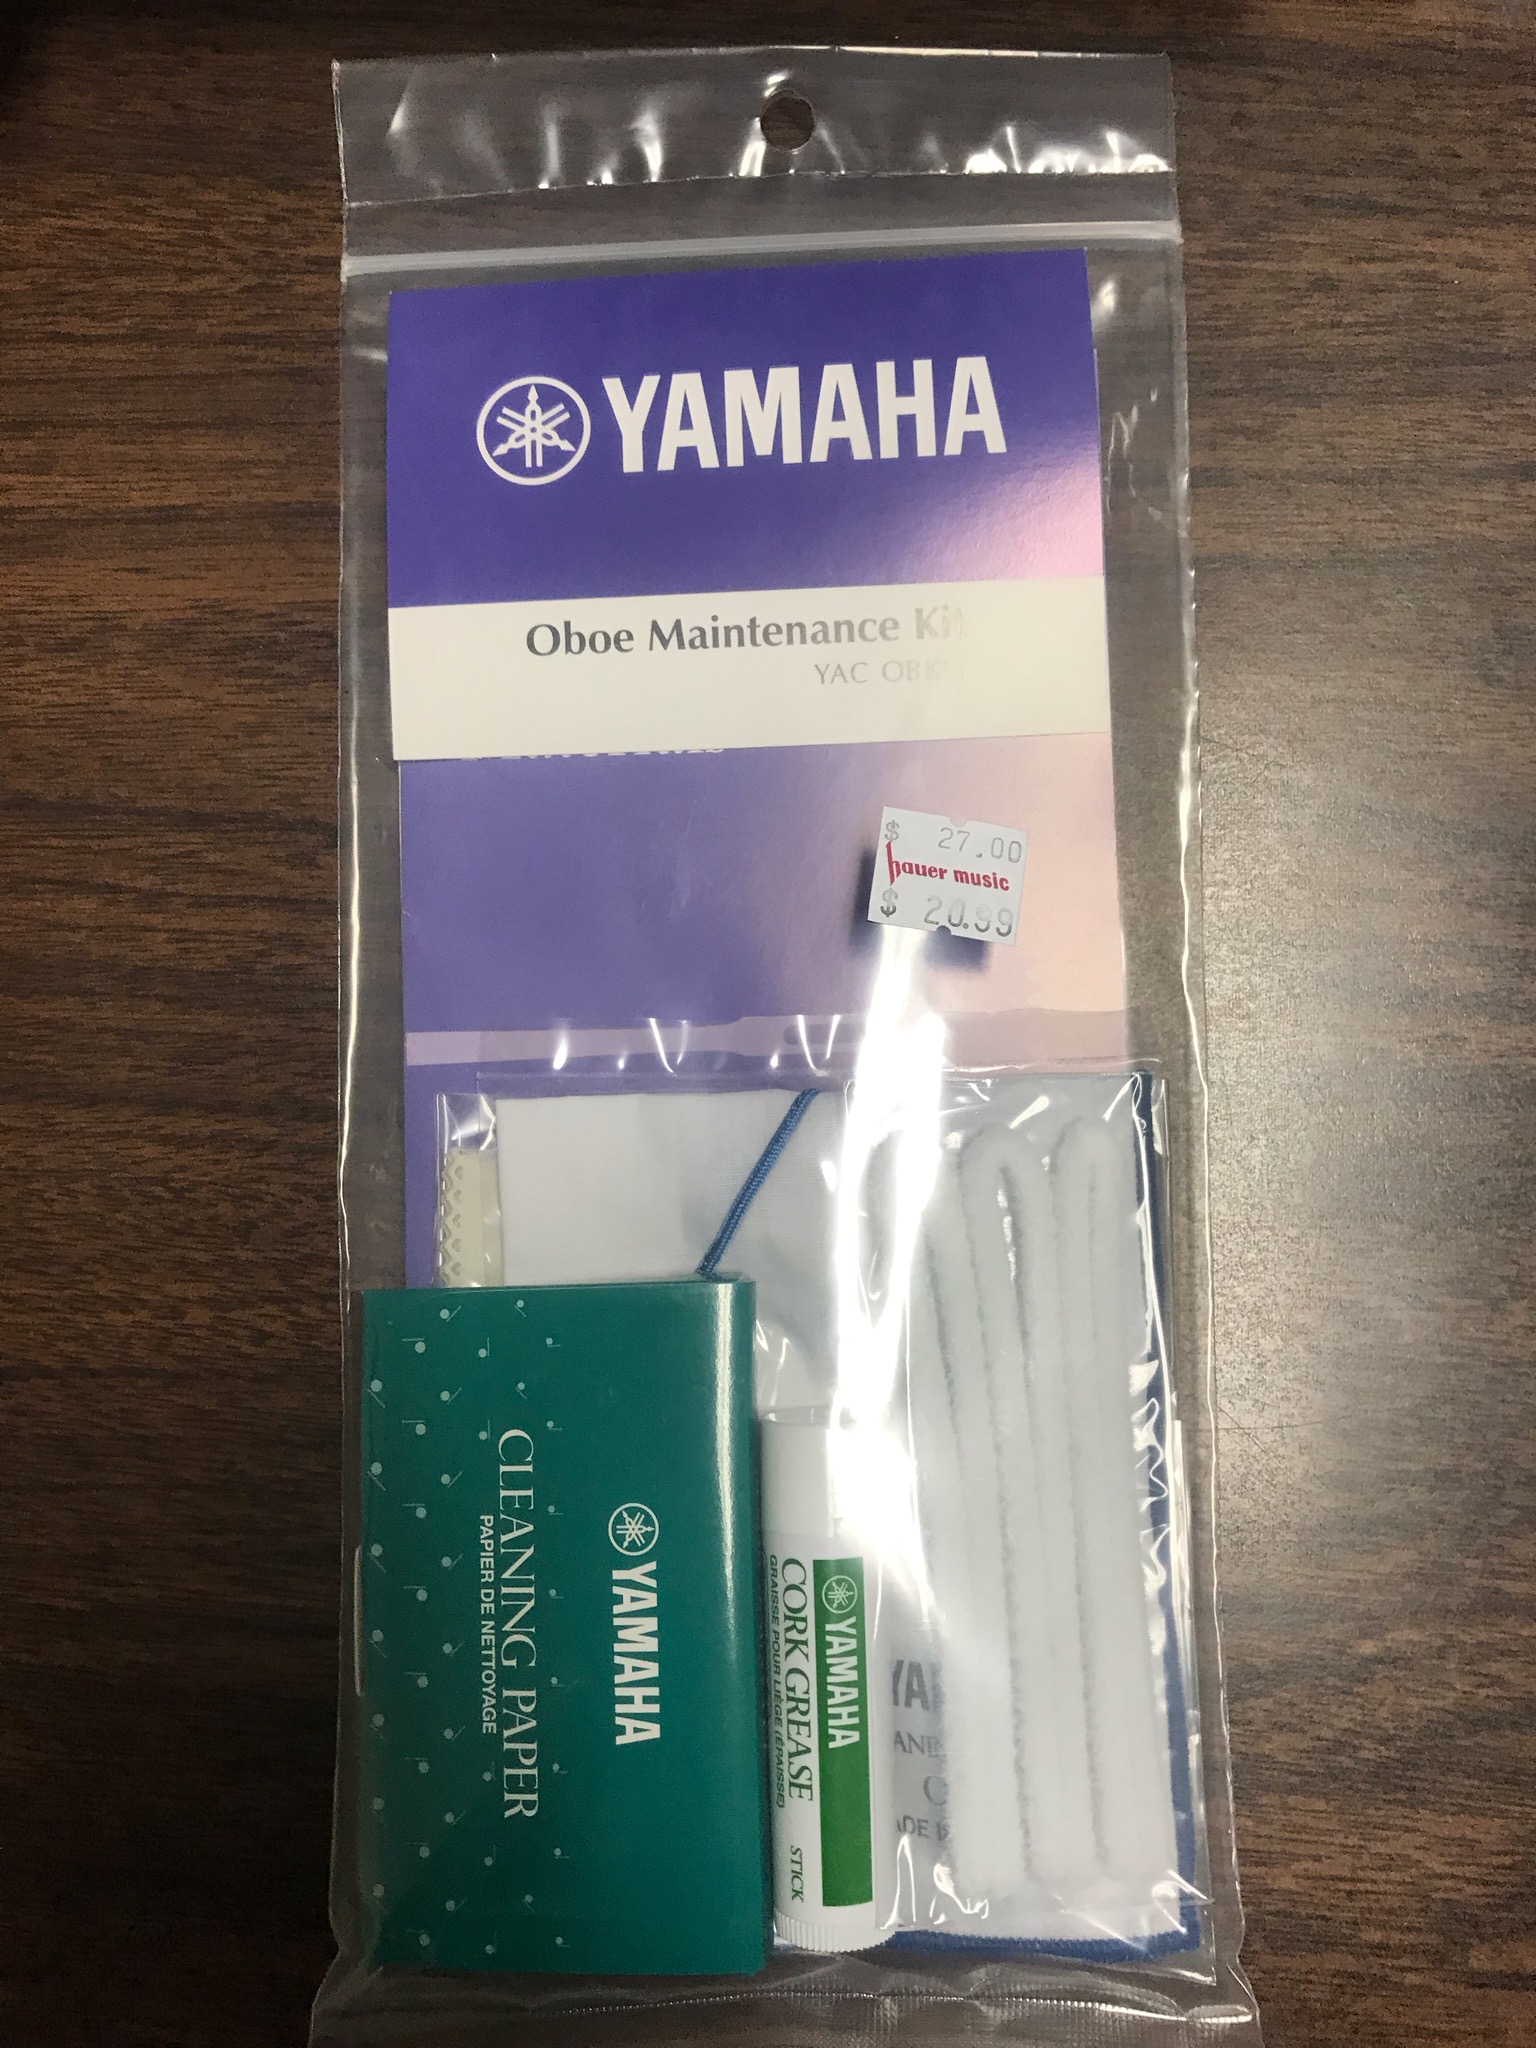 YAMAHA
Oboe Maintenance Kit
YAC
$ 27.00
hauer music
$ 20.99
YAMAHA
CLEANING PAPER
PAPIER DE NETTOYAGE
YAMAHA
CORK GREASE
GRAISSE POUR LIÈGE (ÉPAISSE)
STICK